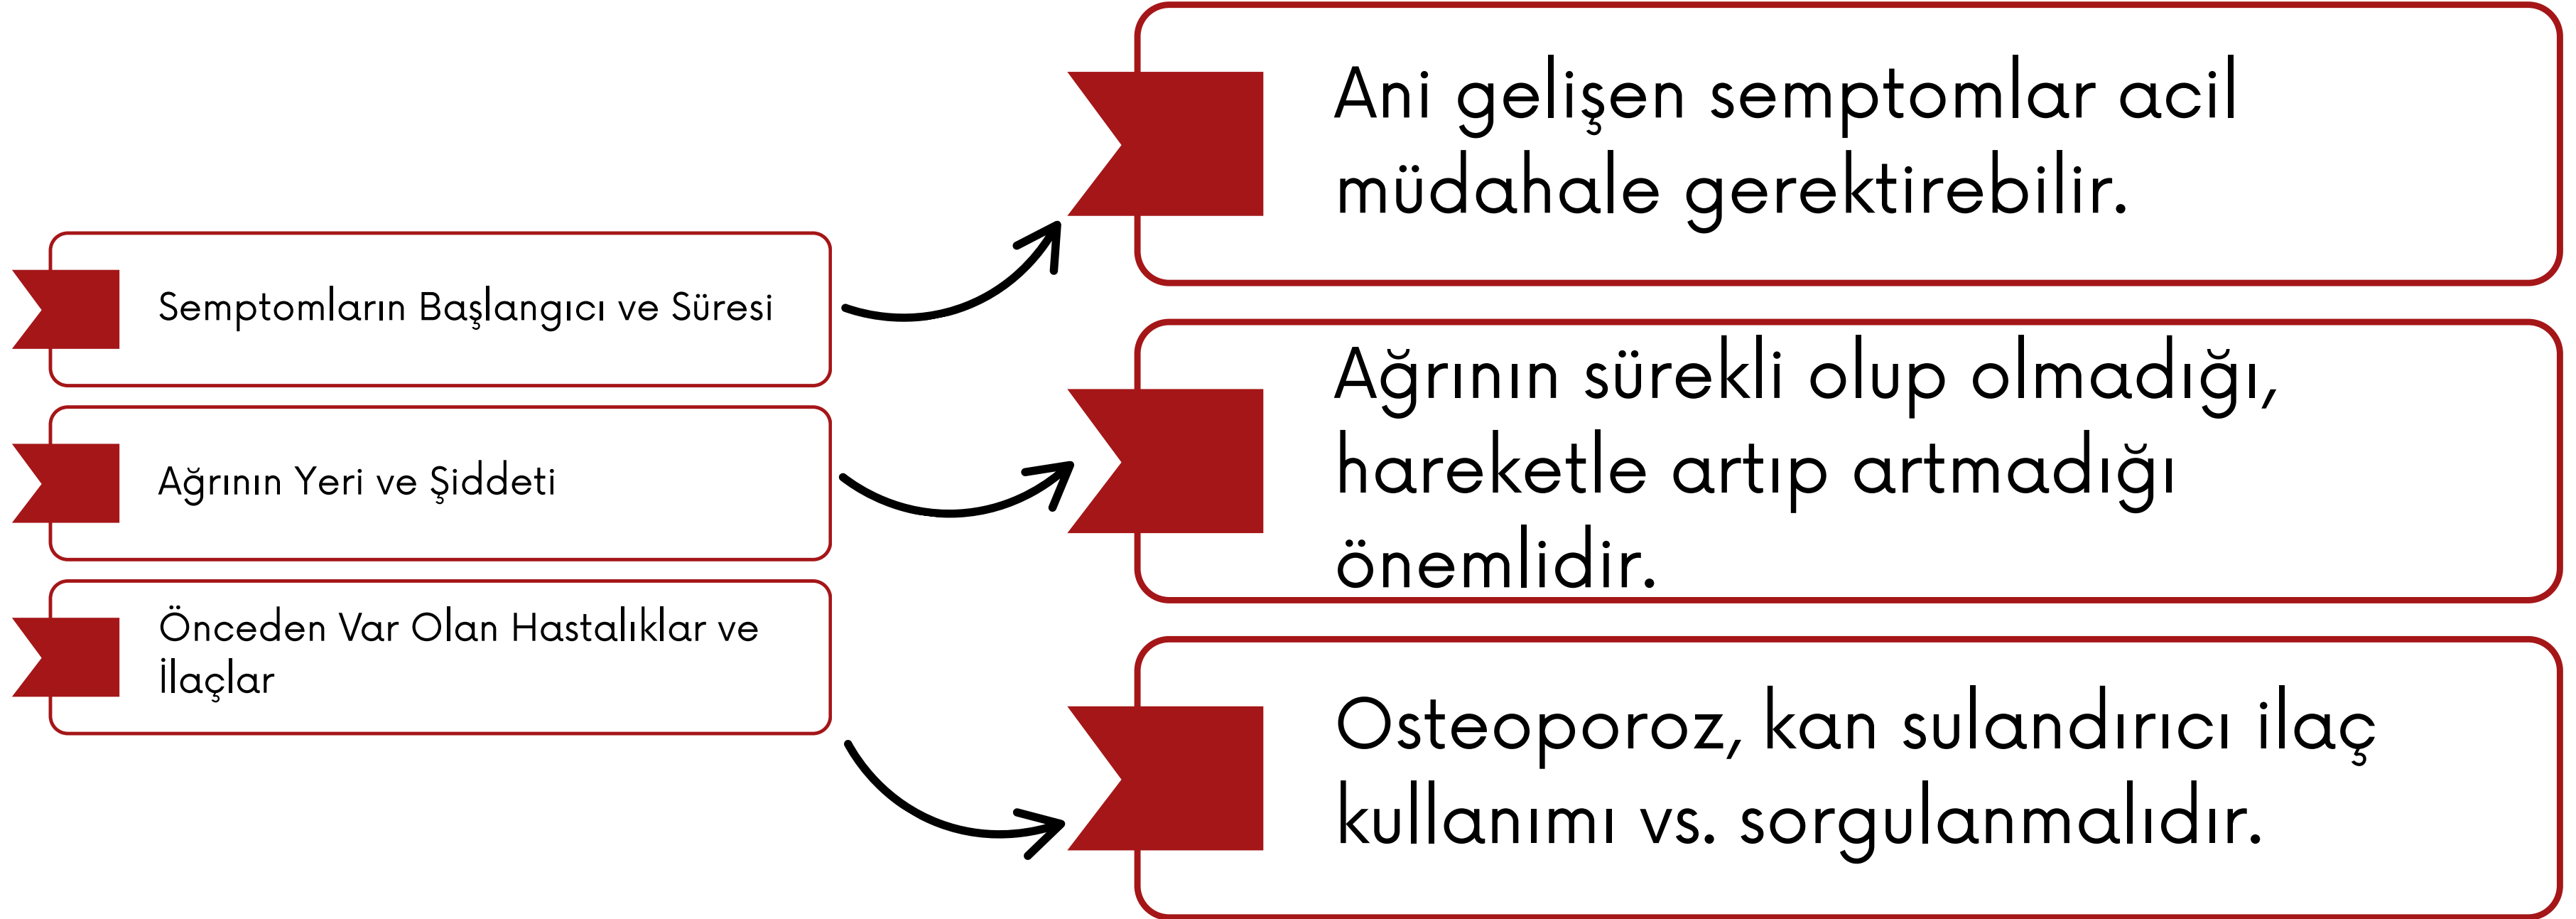 Semptomların Başlangıcı ve Süresi
Ağrının Yeri ve Şiddeti
Önceden Var Olan Hastalıklar ve
İlaçlar
Ani gelişen semptomlar acil
müdahale gerektirebilir.
Ağrının sürekli olup olmadığı,
hareketle artıp artmadığı
önemlidir.
Osteoporoz, kan sulandırıcı ilaç
kullanımı vs. sorgulanmalıdır.